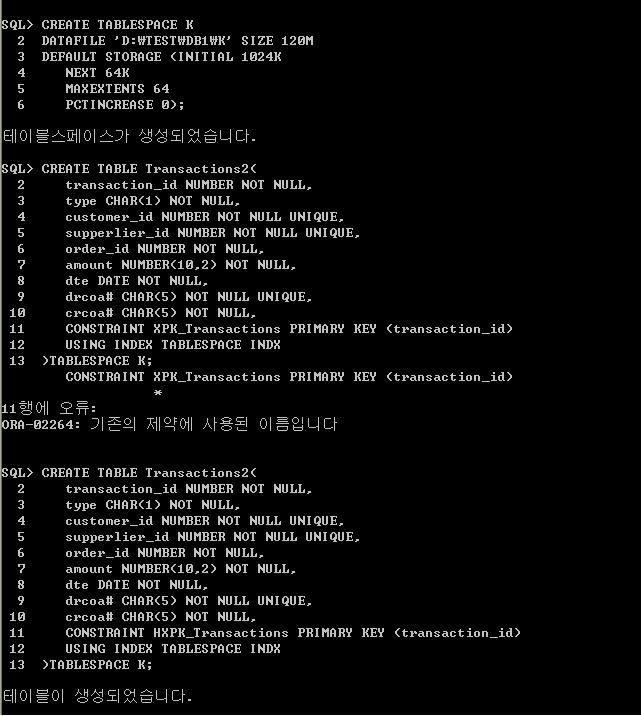 SQL> CREATE TABLESPACE K
2 DATAFILE 'D:₩TEST₩DB1₩K' SIZE 120M
3 DEFAULT STORAGE (INITIAL 1024K
4 NEXT 64K
5 MAXEXTENTS 64
6 PCTINCREASE 0);
테이블스페이스가 생성되었습니다.
SQL> CREATE TABLE Transactions2(
2 transaction_id NUMBER NOT NULL,
3 type CHAR(1) NOT NULL,
4 customer_id NUMBER NOT NULL UNIQUE,
5 supperlier_id NUMBER NOT NULL UNIQUE,
6 order_id NUMBER NOT NULL,
7 amount NUMBER(10,2) NOT NULL,
8 dte DATE NOT NULL,
9 drcoa# CHAR(5) NOT NULL UNIQUE,
10 crcoa# CHAR(5) NOT NULL,
11 CONSTRAINT XPK_Transactions PRIMARY KEY (transaction_id)
12 USING INDEX TABLESPACE INDX
13 )TABLESPACE K;
CONSTRAINT XPK_Transactions PRIMARY KEY (transaction_id)
*
11행에 오류:
ORA-02264: 기존의 제약에 사용된 이름입니다
SQL> CREATE TABLE Transactions2(
2 transaction_id NUMBER NOT NULL,
3 type CHAR(1) NOT NULL,
4 customer_id NUMBER NOT NULL UNIQUE,
5 supperlier_id NUMBER NOT NULL UNIQUE,
6 order_id NUMBER NOT NULL,
7 amount NUMBER(10,2) NOT NULL,
8 dte DATE NOT NULL,
9 drcoa# CHAR(5) NOT NULL UNIQUE,
10 crcoa# CHAR(5) NOT NULL,
11 CONSTRAINT HXPK_Transactions PRIMARY KEY (transaction_id)
12 USING INDEX TABLESPACE INDX
13 )TABLESPACE K;
테이블이 생성되었습니다.